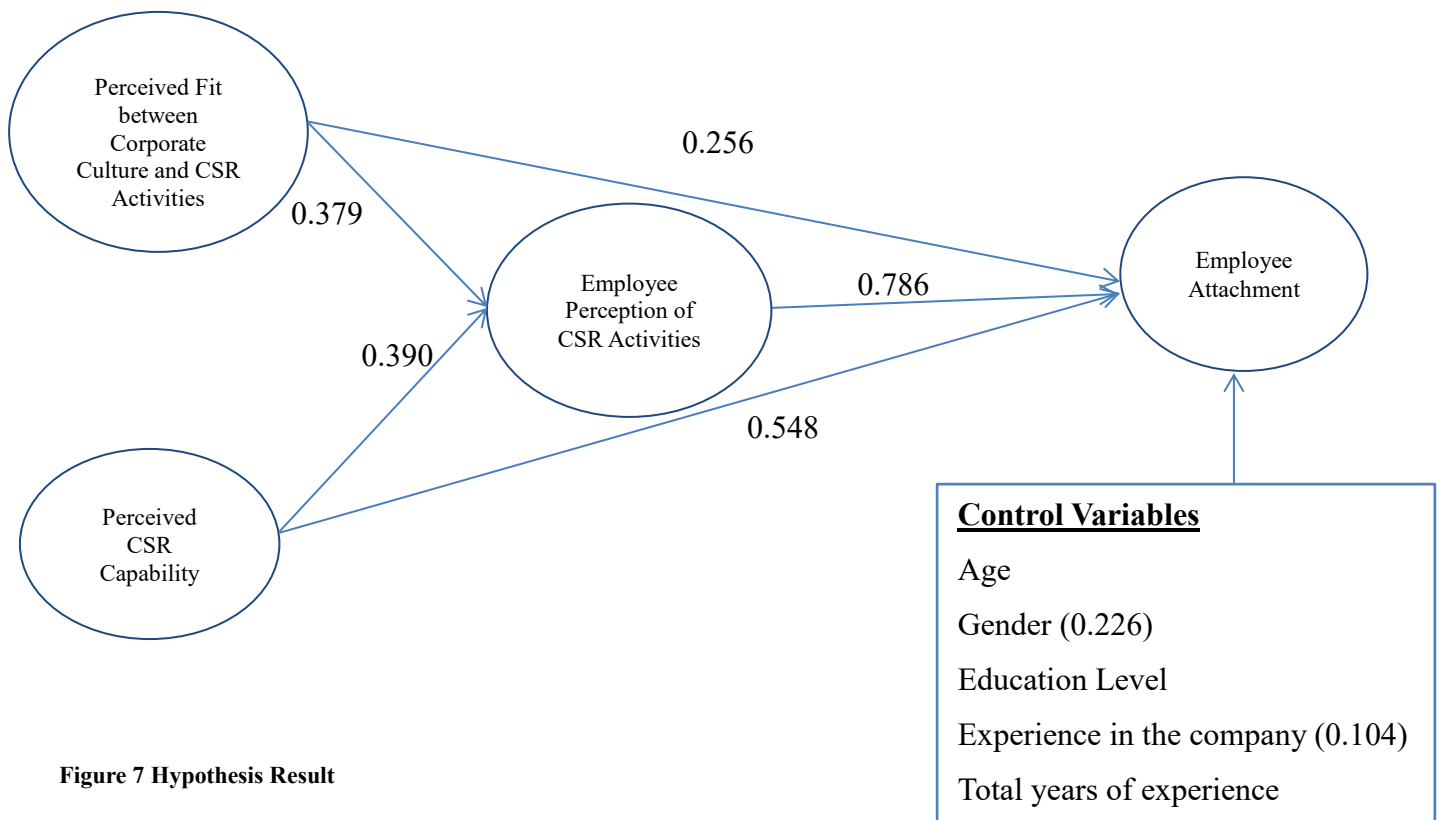 Perceived Fit
between
Corporate
Culture and CSR
Activities
0.256
0.379
Employee
Perception of
CSR Activities
0.786
Employee
Attachment
0.390
0.548
Perceived
CSR
Capability
Control Variables
Age
Gender (0.226)
Education Level
Experience in the company (0.104)
Total years of experience
Figure 7 Hypothesis Result